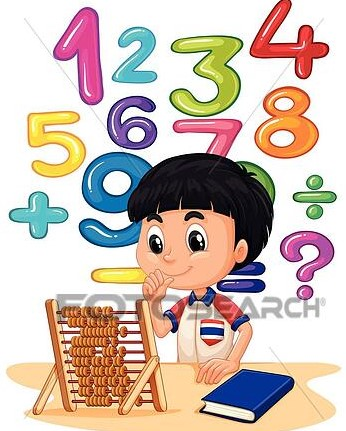 1 2 3 4
5 6 7 8
+ 9 ÷
− = ?
FOTOSEARCH